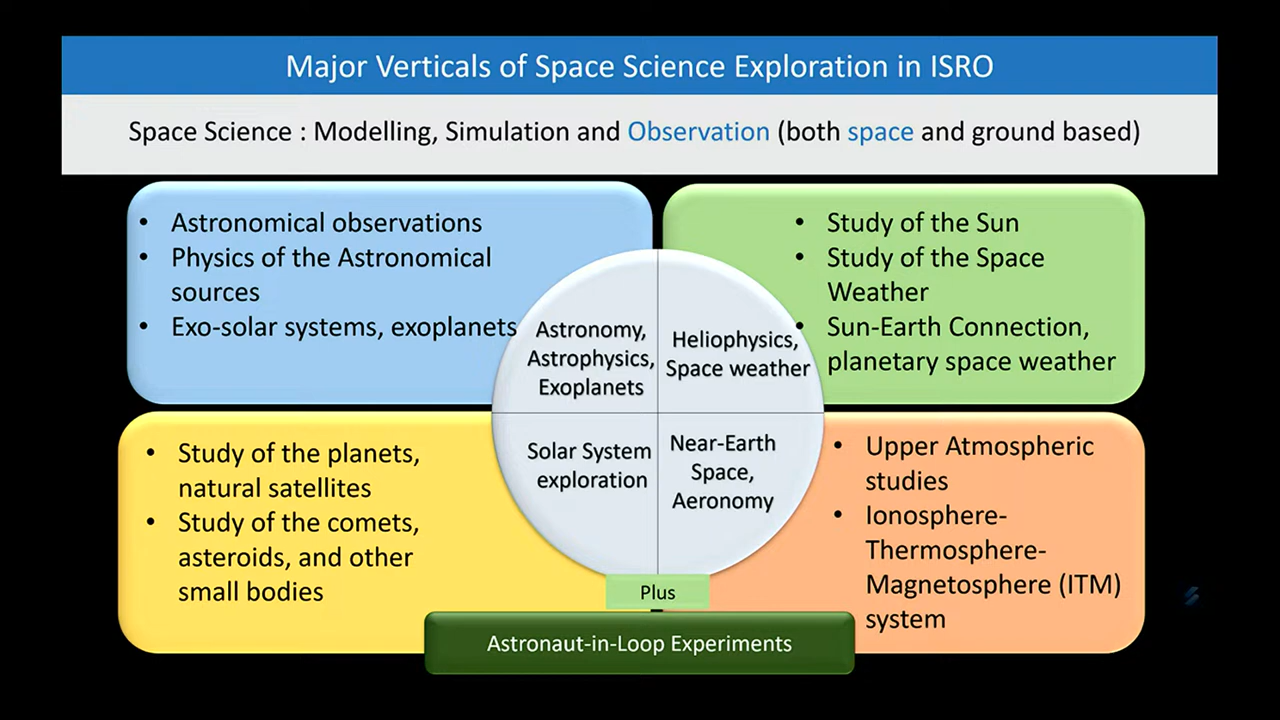 Major Verticals of Space Science Exploration in ISRO
Space Science : Modelling, Simulation and Observation (both space and ground based)
• Astronomical observations
• Physics of the Astronomical
sources
• Exo-solar systems, exoplanets
• Study of the Sun
• Study of the Space
Weather
• Sun-Earth Connection,
planetary space weather
Astronomy,
Astrophysics,
Exoplanets
Heliophysics,
Space weather
Solar System
exploration
Near-Earth
Space,
Aeronomy
• Study of the planets,
natural satellites
• Study of the comets,
asteroids, and other
small bodies
• Upper Atmospheric
studies
• Ionosphere-
Thermosphere-
Magnetosphere (ITM)
system
Plus
Astronaut-in-Loop Experiments